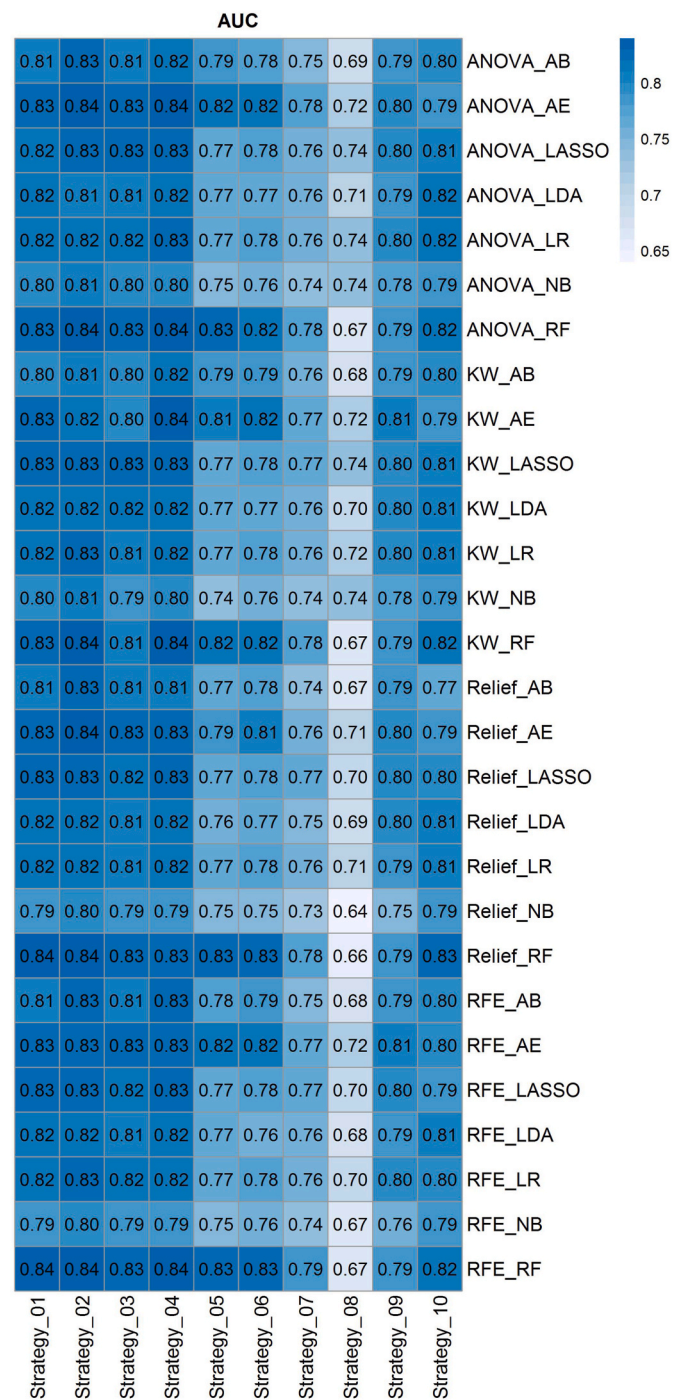 AUC
0.81 0.83 0.81 0.82 0.79 0.78 0.75 0.69 0.79 0.80 ANOVA_AB
0.83 0.84 0.83 0.84 0.82 0.82 0.78 0.72 0.80 0.79 ANOVA_AE
0.82 0.83 0.83 0.83 0.77 0.78 0.76 0.74 0.80 0.81 ANOVA_LASSO
0.82 0.81 0.81 0.82 0.77 0.77 0.76 0.71 0.79 0.82 ANOVA_LDA
0.82 0.82 0.82 0.83 0.77 0.78 0.76 0.74 0.80 0.82 ANOVA_LR
0.80 0.81 0.80 0.80 0.75 0.76 0.74 0.74 0.78 0.79 ANOVA_NB
0.83 0.84 0.83 0.84 0.83 0.82 0.78 0.67 0.79 0.82 ANOVA_RF
0.80 0.81 0.80 0.82 0.79 0.79 0.76 0.68 0.79 0.80 KW_AB
0.83 0.82 0.80 0.84 0.81 0.82 0.77 0.72 0.81 0.79 KW_AE
0.83 0.83 0.83 0.83 0.77 0.78 0.77 0.74 0.80 0.81 KW_LASSO
0.82 0.82 0.82 0.82 0.77 0.77 0.76 0.70 0.80 0.81 KW_LDA
0.82 0.83 0.81 0.82 0.77 0.78 0.76 0.72 0.80 0.81 KW_LR
0.80 0.81 0.79 0.80 0.74 0.76 0.74 0.74 0.78 0.79 KW_NB
0.83 0.84 0.81 0.84 0.82 0.82 0.78 0.67 0.79 0.82 KW_RF
0.81 0.83 0.81 0.81 0.77 0.78 0.74 0.67 0.79 0.77 Relief_AB
0.83 0.84 0.83 0.83 0.79 0.81 0.76 0.71 0.80 0.79 Relief_AE
0.83 0.83 0.82 0.83 0.77 0.78 0.77 0.70 0.80 0.80 Relief_LASSO
0.82 0.82 0.81 0.82 0.76 0.77 0.75 0.69 0.80 0.81 Relief_LDA
0.82 0.82 0.81 0.82 0.77 0.78 0.76 0.71 0.79 0.81 Relief_LR
0.79 0.80 0.79 0.79 0.75 0.75 0.73 0.64 0.75 0.79 Relief_NB
0.84 0.84 0.83 0.83 0.83 0.83 0.78 0.66 0.79 0.83 Relief_RF
0.81 0.83 0.81 0.83 0.78 0.79 0.75 0.68 0.79 0.80 RFE_AB
0.83 0.83 0.83 0.83 0.82 0.82 0.77 0.72 0.81 0.80 RFE_AE
0.83 0.83 0.82 0.83 0.77 0.78 0.77 0.70 0.80 0.79 RFE_LASSO
0.82 0.82 0.81 0.82 0.77 0.76 0.76 0.68 0.79 0.81 RFE_LDA
0.82 0.83 0.82 0.82 0.77 0.78 0.76 0.70 0.80 0.80 RFE_LR
0.79 0.80 0.79 0.79 0.75 0.76 0.74 0.67 0.76 0.79 RFE_NB
0.84 0.84 0.83 0.84 0.83 0.83 0.79 0.67 0.79 0.82 RFE_RF
Strategy_01
Strategy_02
Strategy_03
Strategy_04
Strategy_05
Strategy_06
Strategy_07
Strategy_08
Strategy_09
Strategy_10
0.8
0.75
0.7
0.65